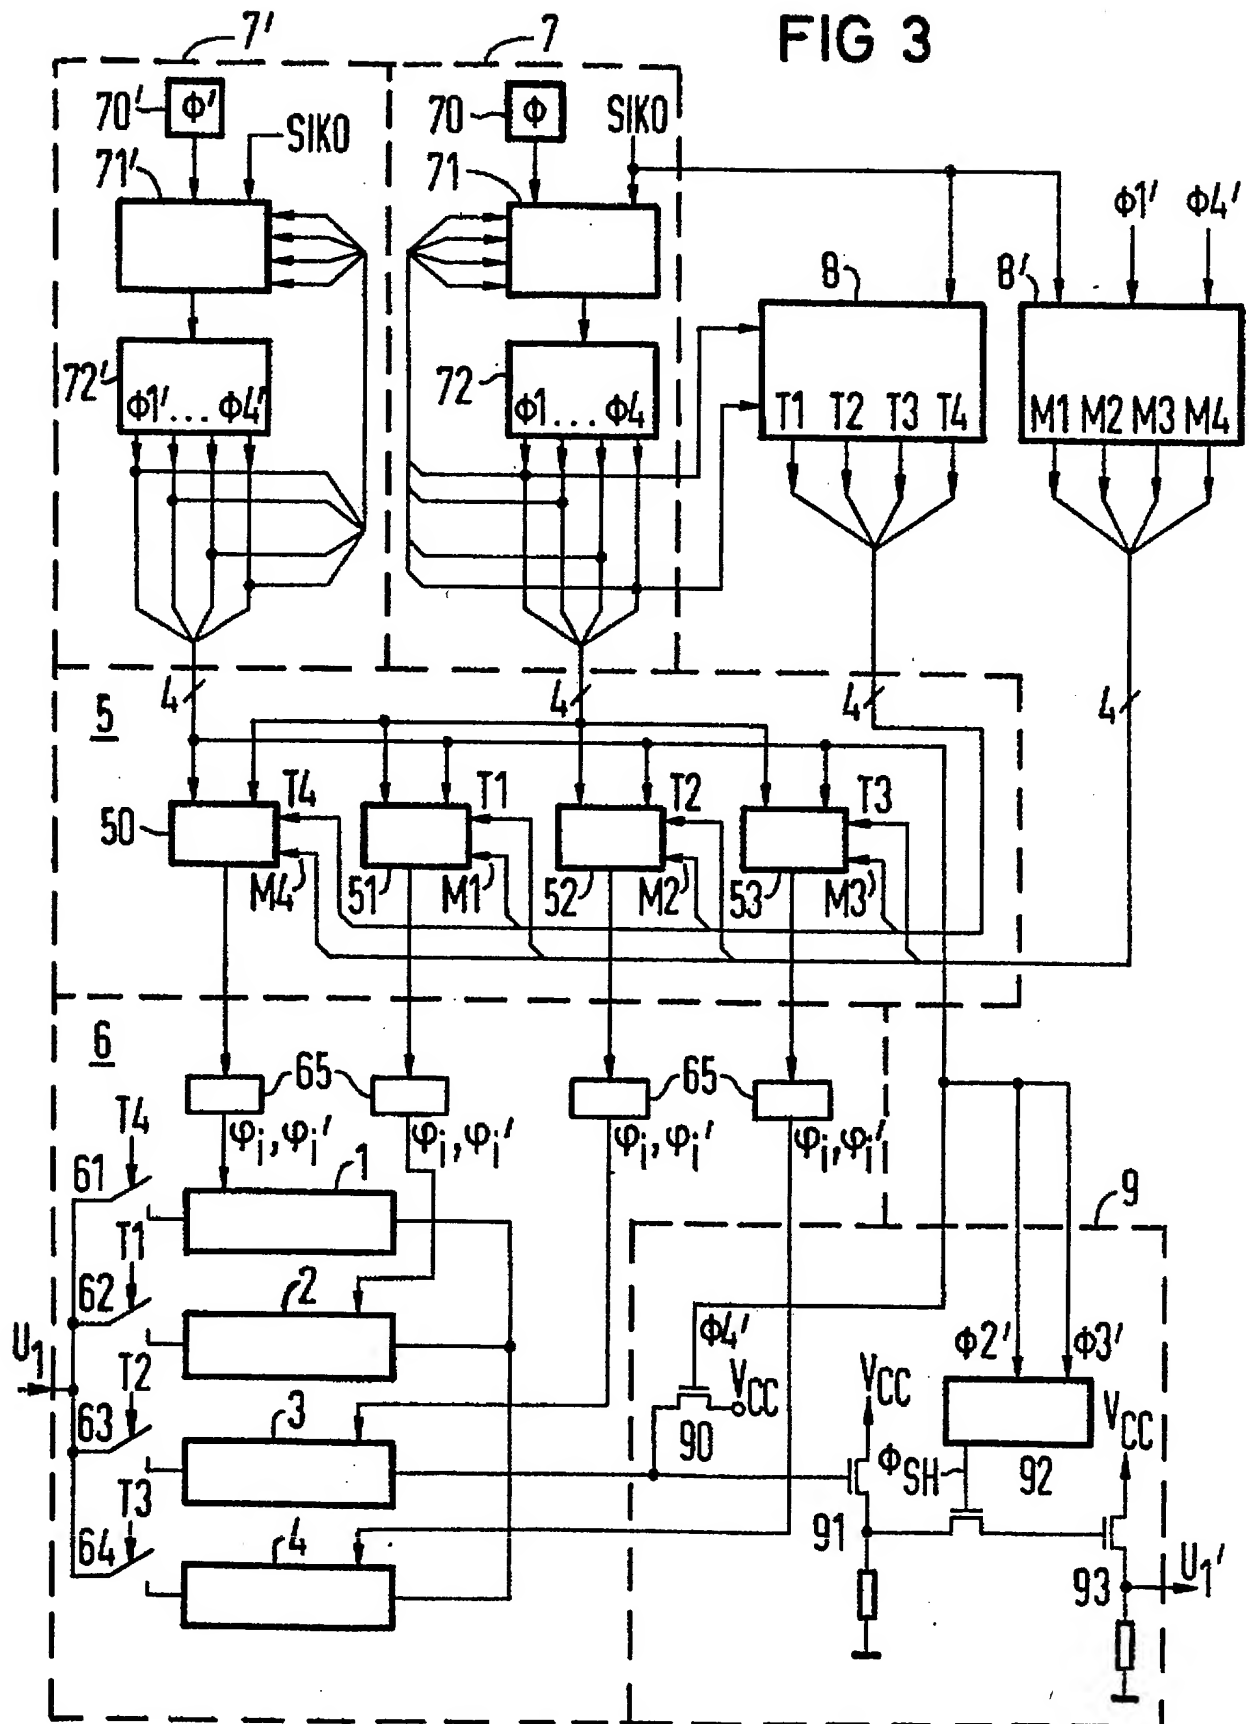 FIG 3
7' 7
70' Φ' SIKO 70 Φ SIKO
71' 71
Φ1' Φ4'
8 8'
72' Φ1'... Φ4' 72 Φ1 ... Φ4
T1 T2 T3 T4 M1 M2 M3 M4
5 4 4 4 4
50 T4 T1 T2 T3
M4 51 M1 52 M2 53 M3
6
65 65
T4 φi, φi' φi, φi' φi, φi' φi, φi'
61 1 9
T1
62 2
U1 Φ4' Φ2' Φ3'
T2 VCC VCC
63 3 90 VCC
ΦSH 92
T3
64 4 91 93 U1'